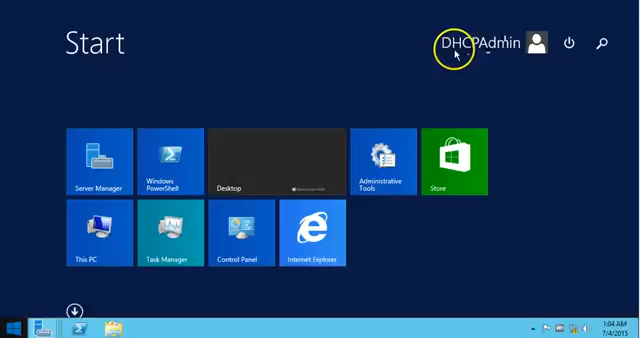 Start
DHCPAdmin
Server Manager
Windows PowerShell
Desktop
Administrative Tools
Store
This PC
Task Manager
Control Panel
Internet Explorer
1:04 AM
7/4/2015